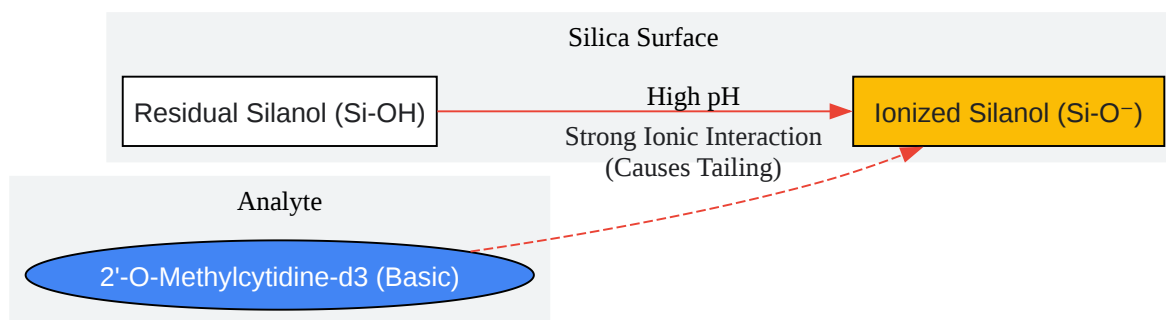 Silica Surface
Residual Silanol (Si-OH)
High pH
Ionized Silanol (Si-O⁻)
Strong Ionic Interaction
(Causes Tailing)
Analyte
2'-O-Methylcytidine-d3 (Basic)